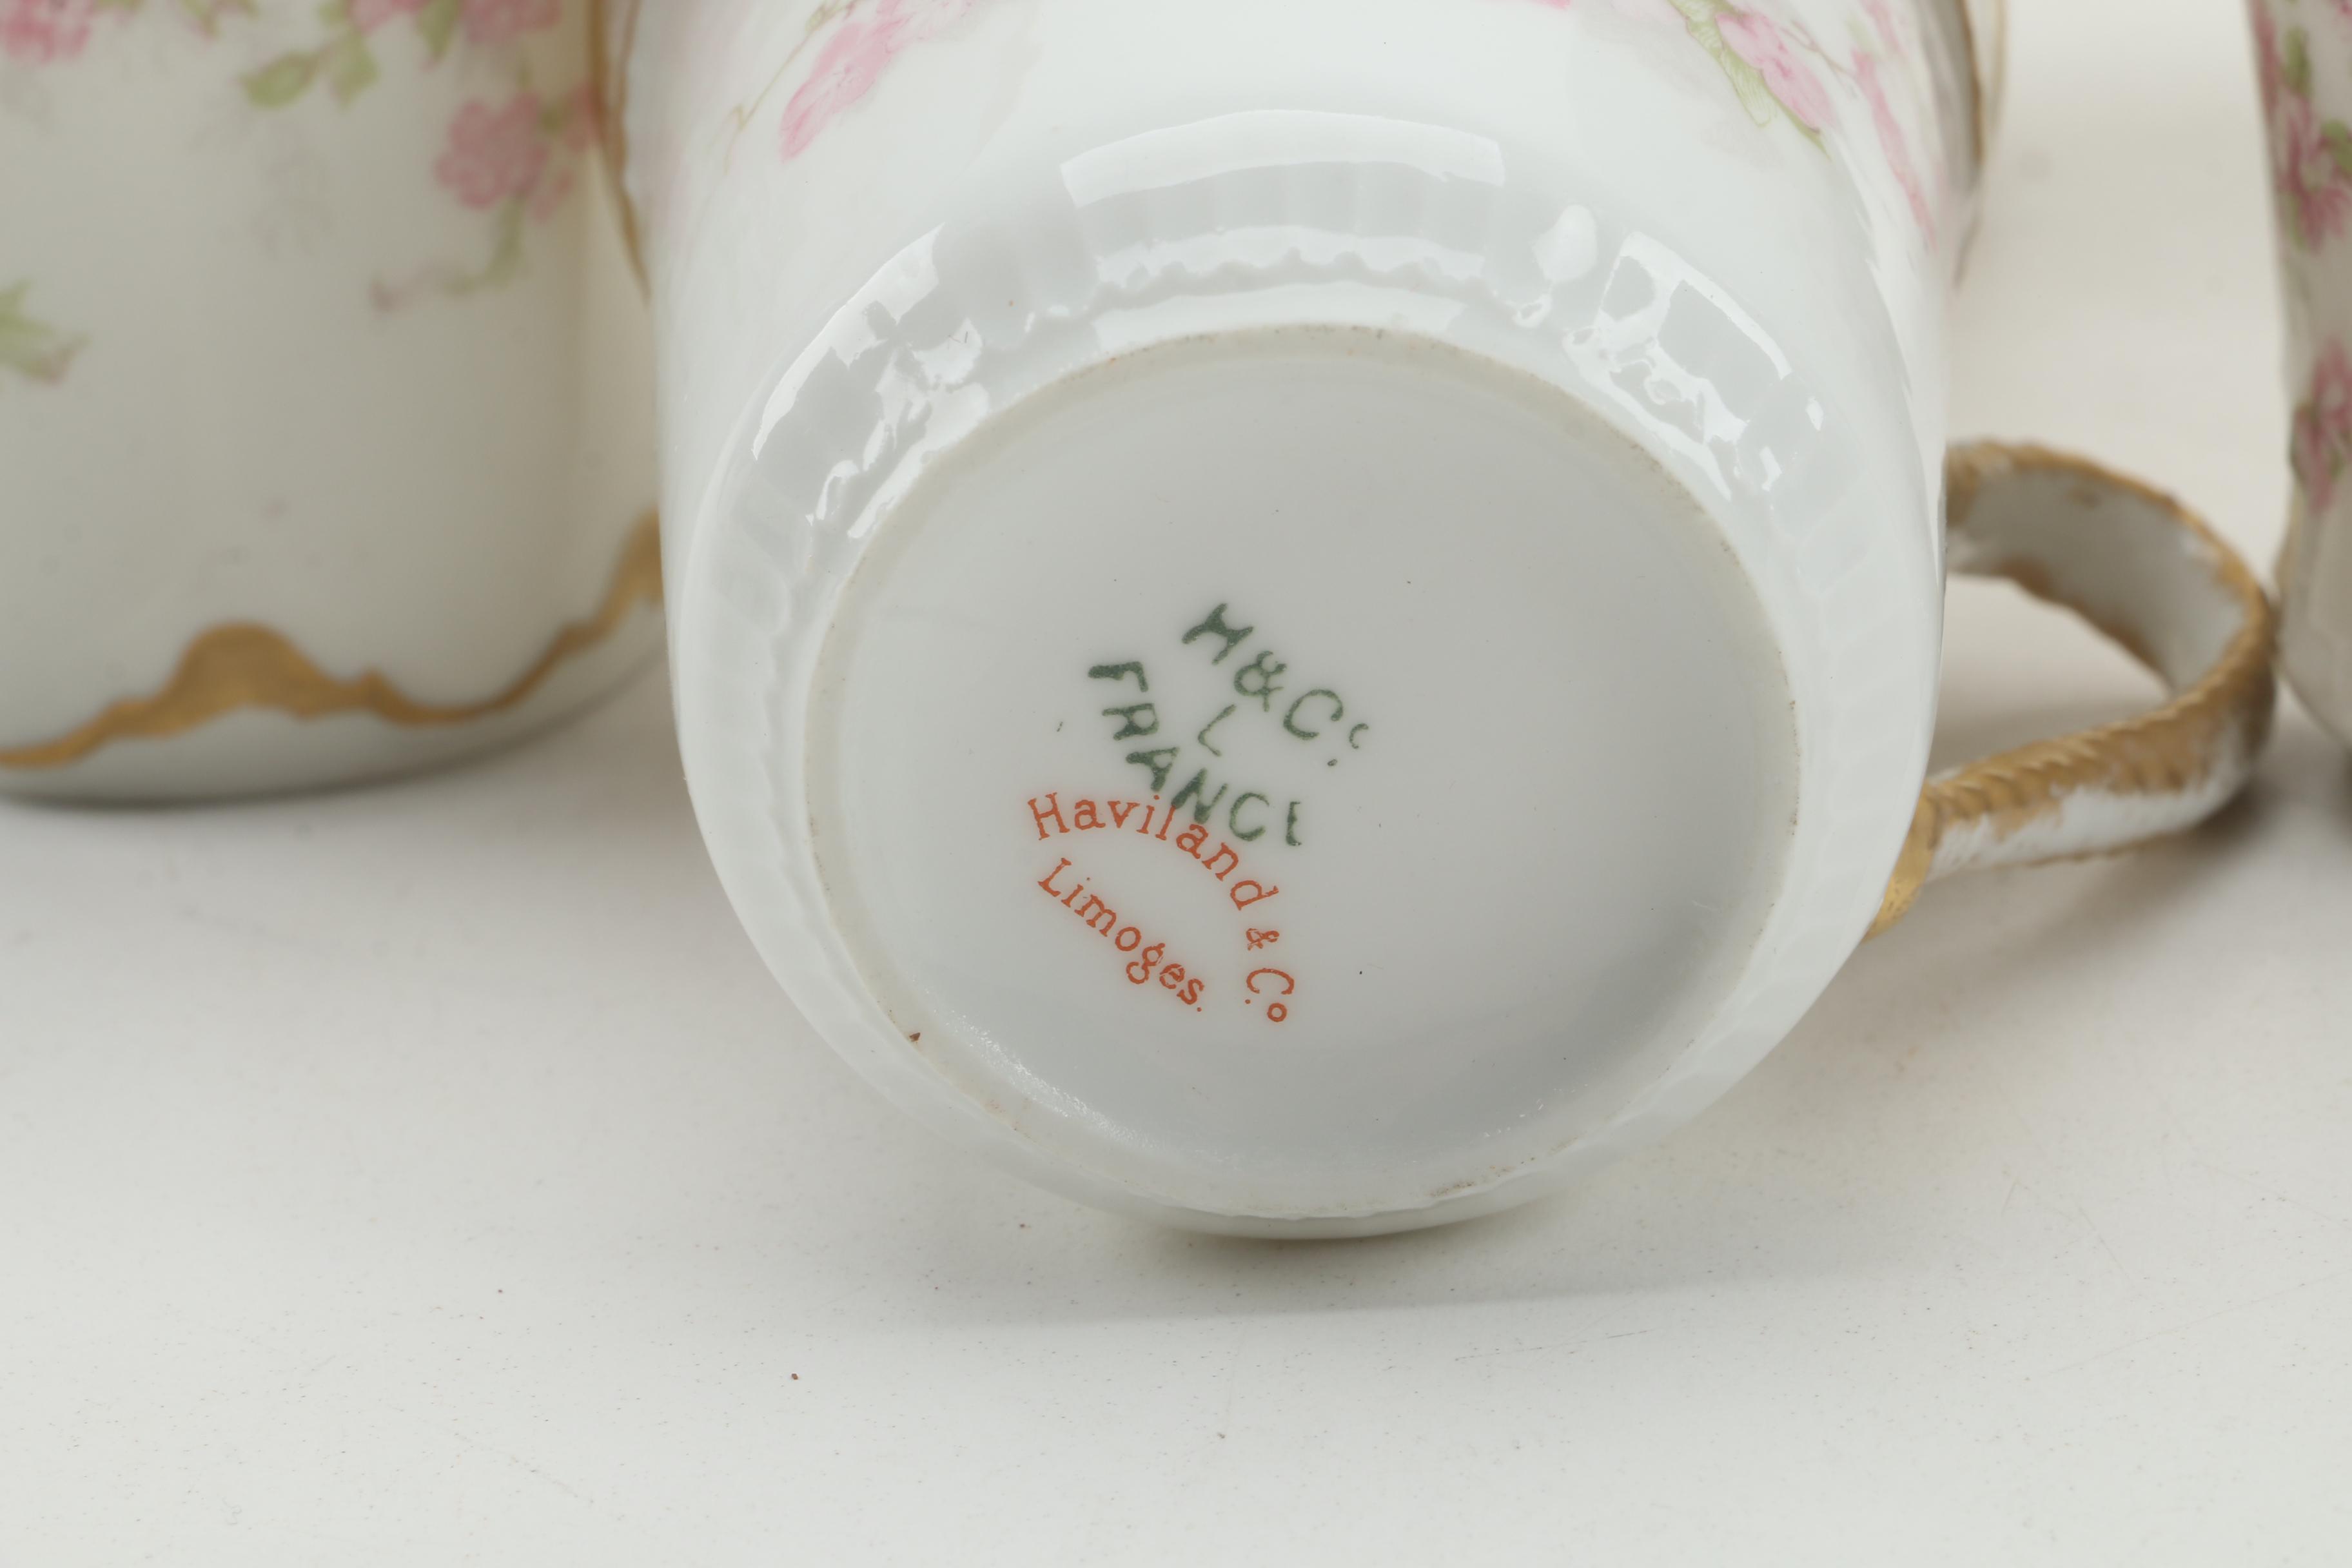 H&Co
L
FRANCE
Haviland & Co
Limoges.